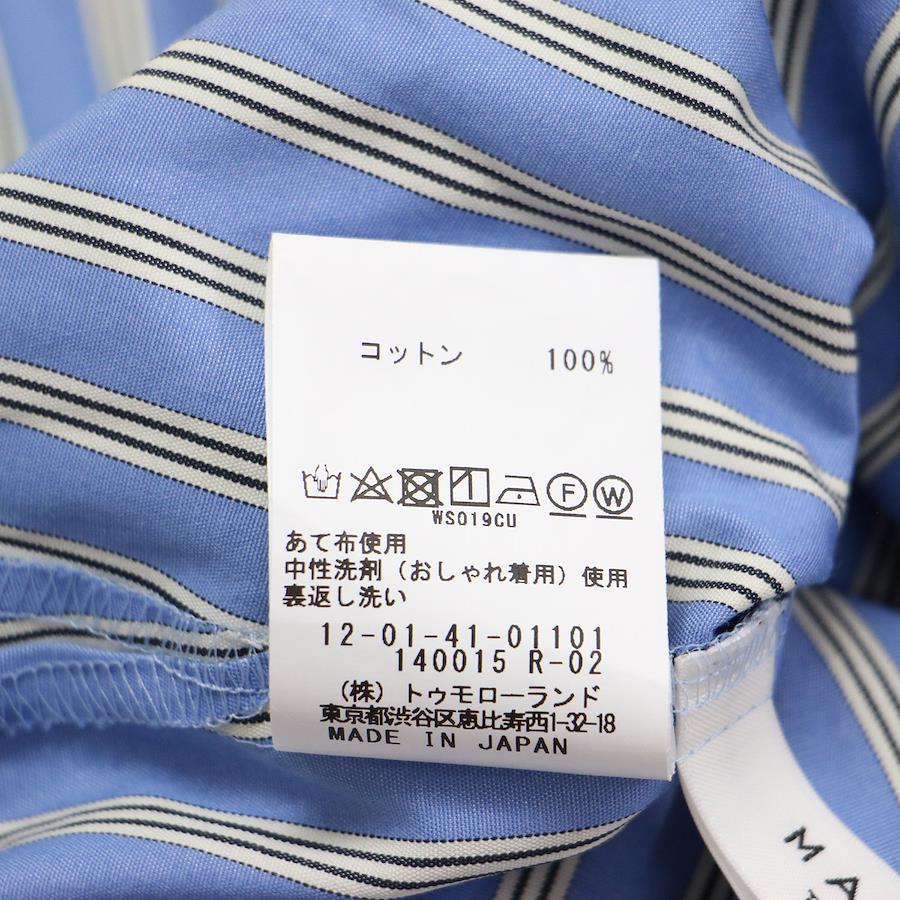 コットン 100%
F W
WS019CU
あて布使用
中性洗剤（おしゃれ着用）使用
裏返し洗い
12-01-41-01101
140015 R-02
（株）トゥモローランド
東京都渋谷区恵比寿西1-32-18
MADE IN JAPAN
MA